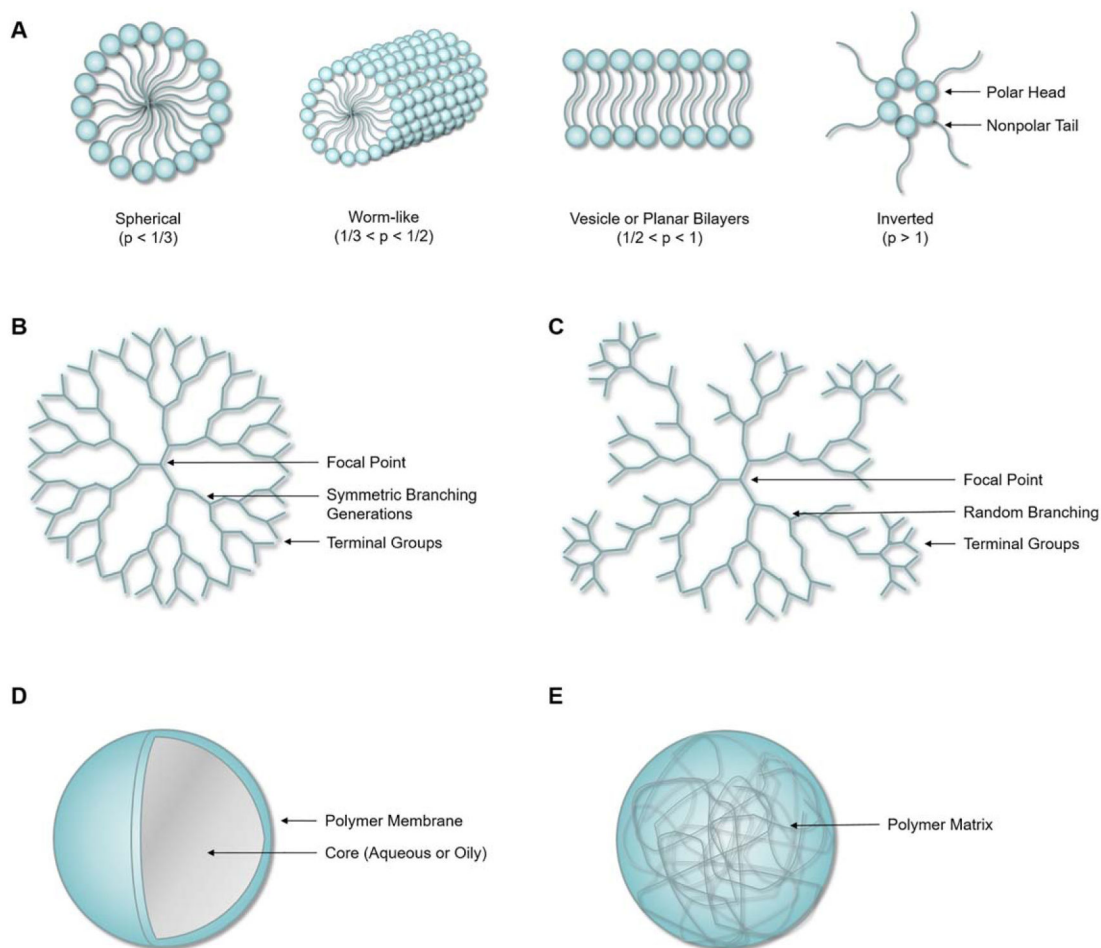 A
Polar Head
Nonpolar Tail
Spherical
(p < 1/3)
Worm-like
(1/3 < p < 1/2)
Vesicle or Planar Bilayers
(1/2 < p < 1)
Inverted
(p > 1)
B
Focal Point
Symmetric Branching
Generations
Terminal Groups
C
Focal Point
Random Branching
Terminal Groups
D
Polymer Membrane
Core (Aqueous or Oily)
E
Polymer Matrix